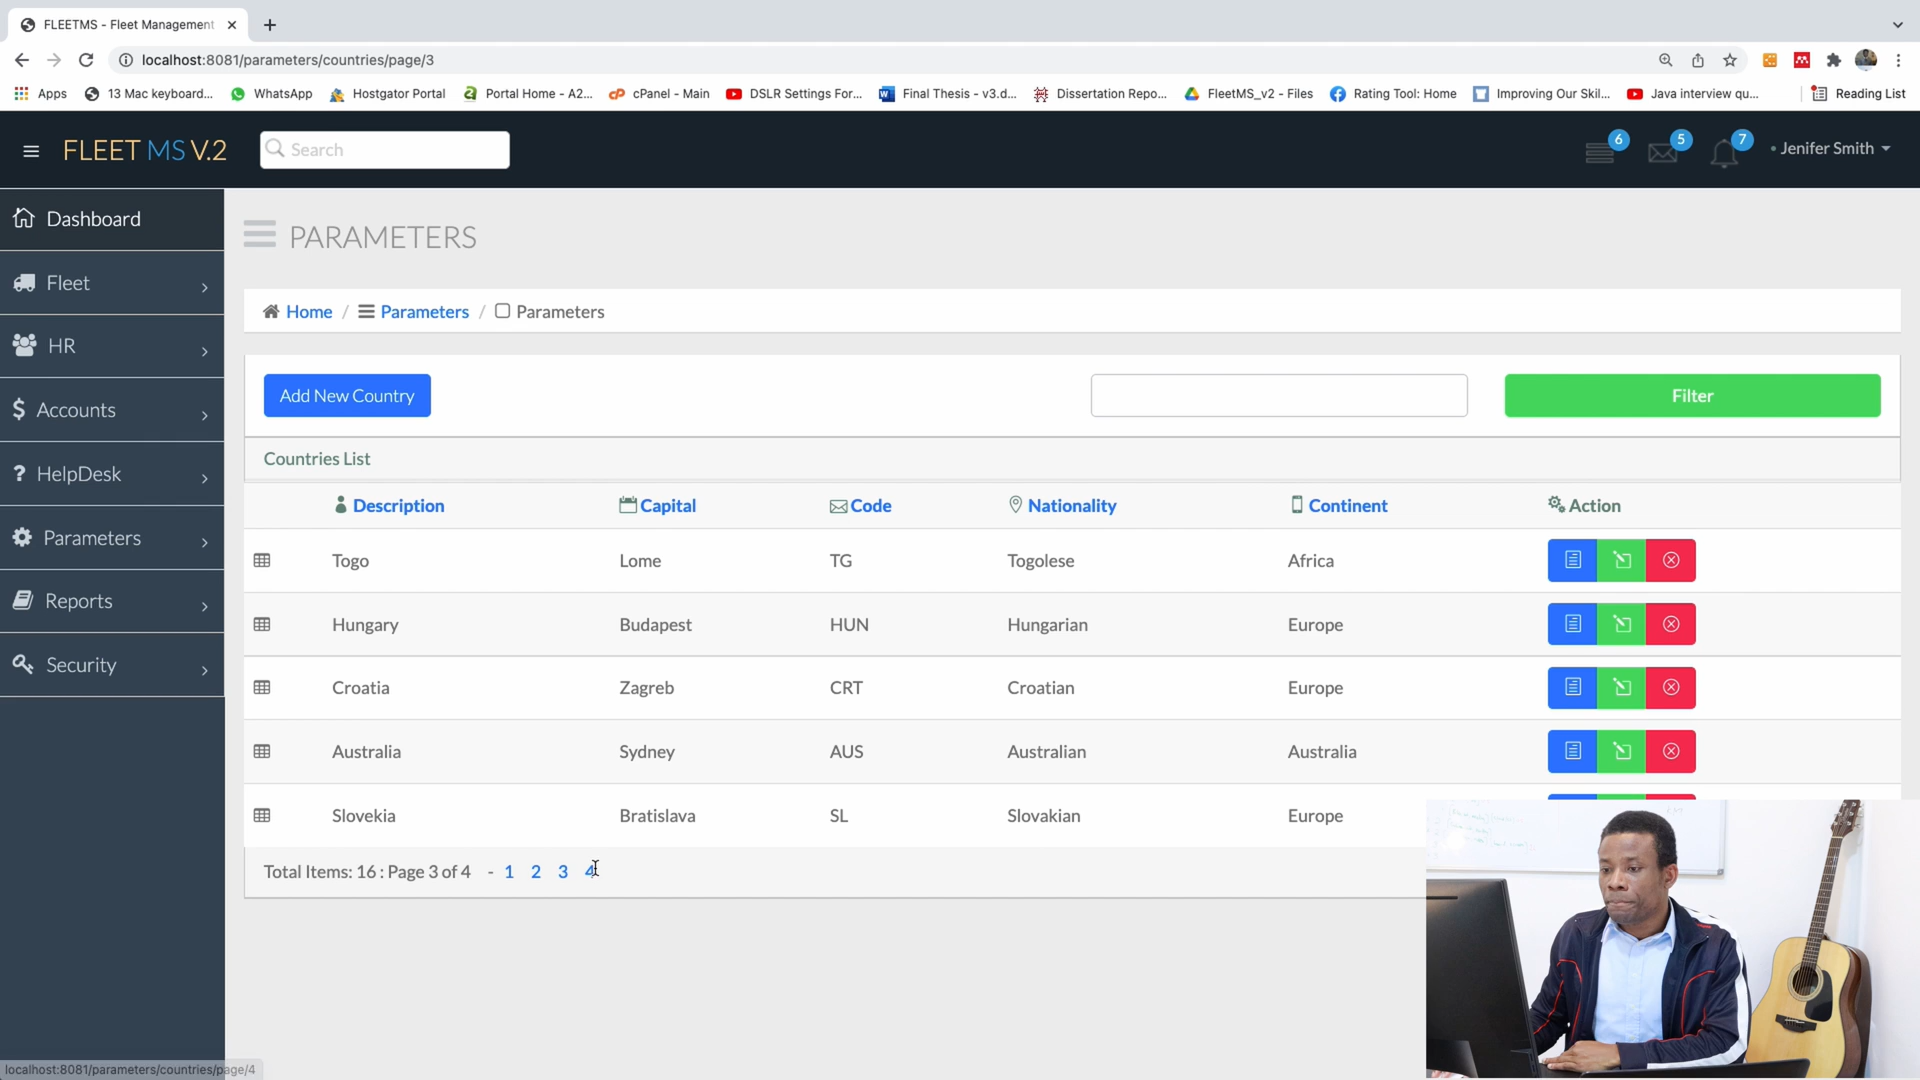 FLEETMS - Fleet Management
localhost:8081/parameters/countries/page/3
Apps 13 Mac keyboard... WhatsApp Hostgator Portal Portal Home - A2... cPanel - Main DSLR Settings For... Final Thesis - v3.d... Dissertation Repo... FleetMS_v2 - Files Rating Tool: Home Improving Our Skil... Java interview qu... Reading List
FLEET MS V.2 Search 6 5 7 Jenifer Smith
Dashboard
Fleet
HR
Accounts
HelpDesk
Parameters
Reports
Security
PARAMETERS
Home / Parameters / Parameters
Add New Country Filter
Countries List
Description Capital Code Nationality Continent Action
Togo Lome TG Togolese Africa
Hungary Budapest HUN Hungarian Europe
Croatia Zagreb CRT Croatian Europe
Australia Sydney AUS Australian Australia
Slovekia Bratislava SL Slovakian Europe
Total Items: 16 : Page 3 of 4 - 1 2 3 4
localhost:8081/parameters/countries/page/4